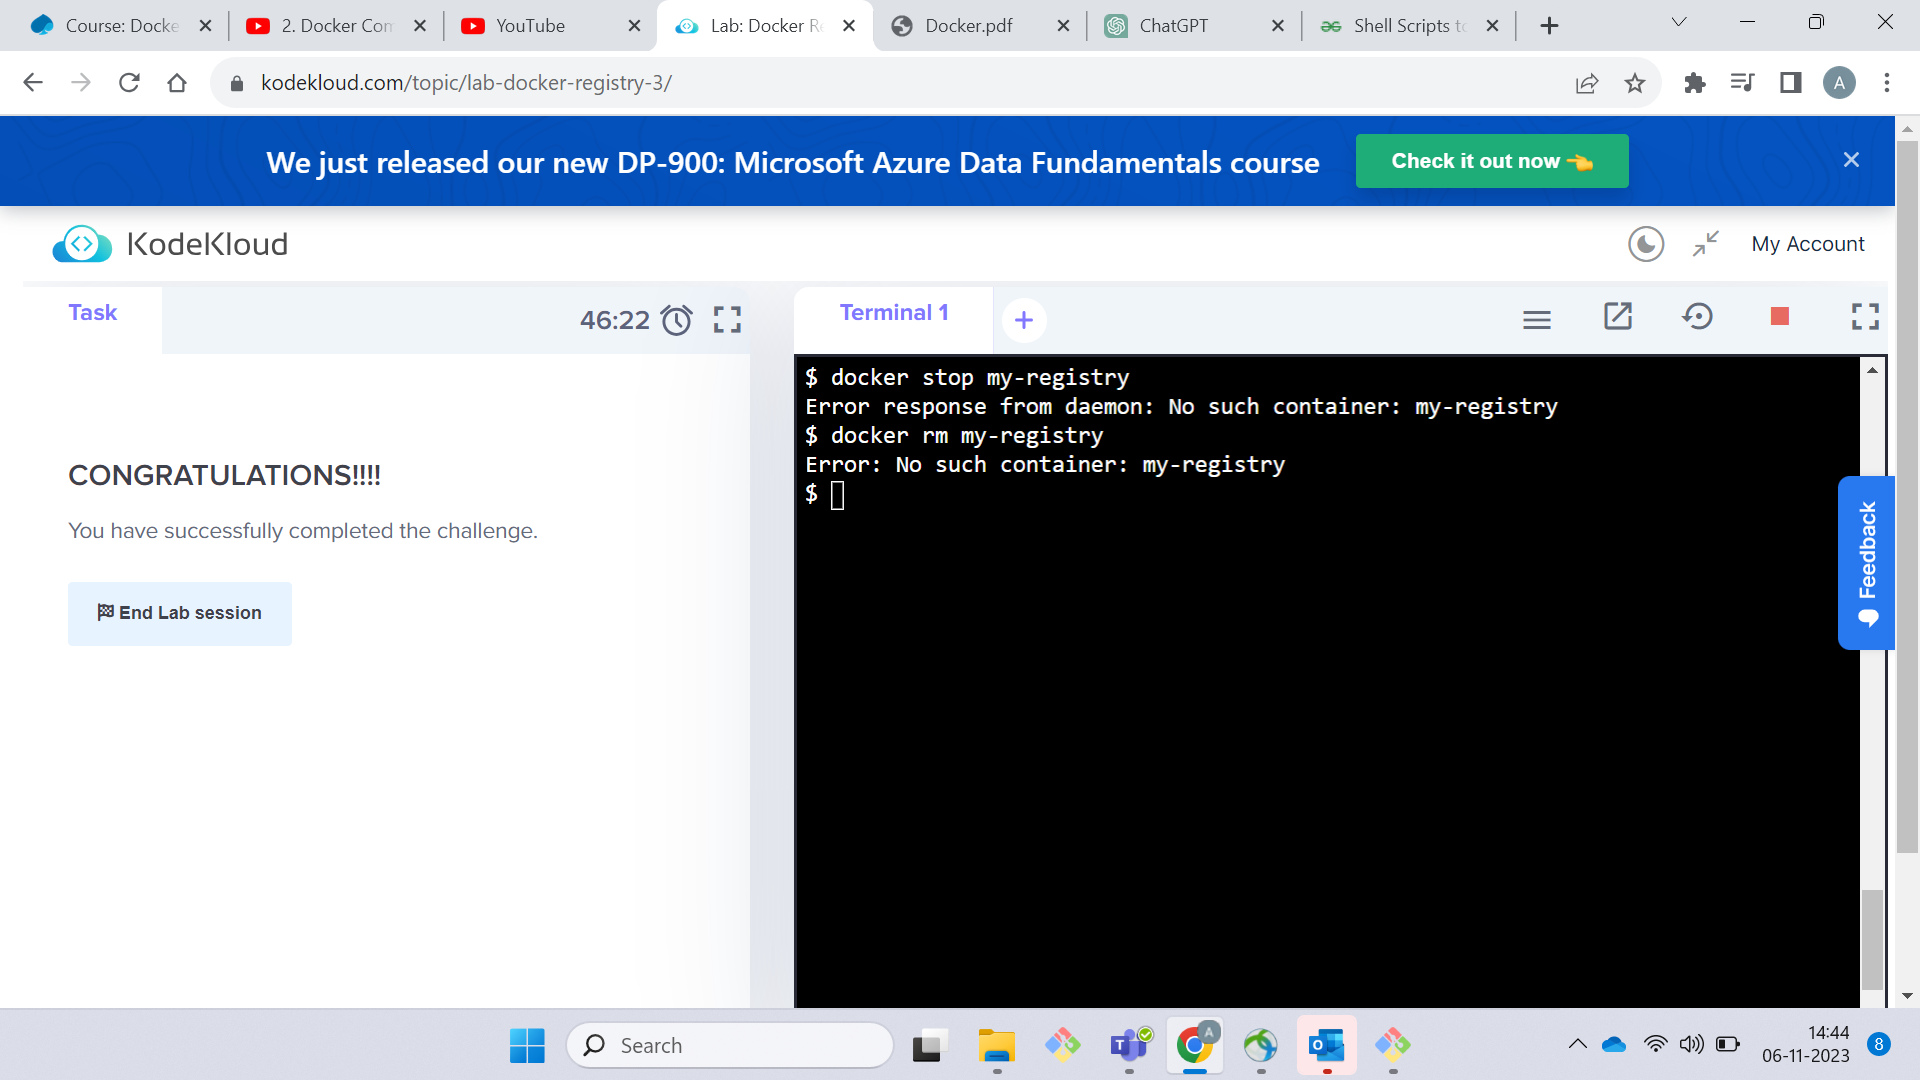 Course: Docke
2. Docker Con
YouTube
Lab: Docker Re
Docker.pdf
ChatGPT
Shell Scripts to
kodekloud.com/topic/lab-docker-registry-3/
A
We just released our new DP-900: Microsoft Azure Data Fundamentals course
Check it out now 👈
KodeKloud
My Account
Task
46:22
Terminal 1
$ docker stop my-registry
Error response from daemon: No such container: my-registry
$ docker rm my-registry
Error: No such container: my-registry
$
CONGRATULATIONS!!!!
You have successfully completed the challenge.
End Lab session
Feedback
Search
A
14:44
06-11-2023
8